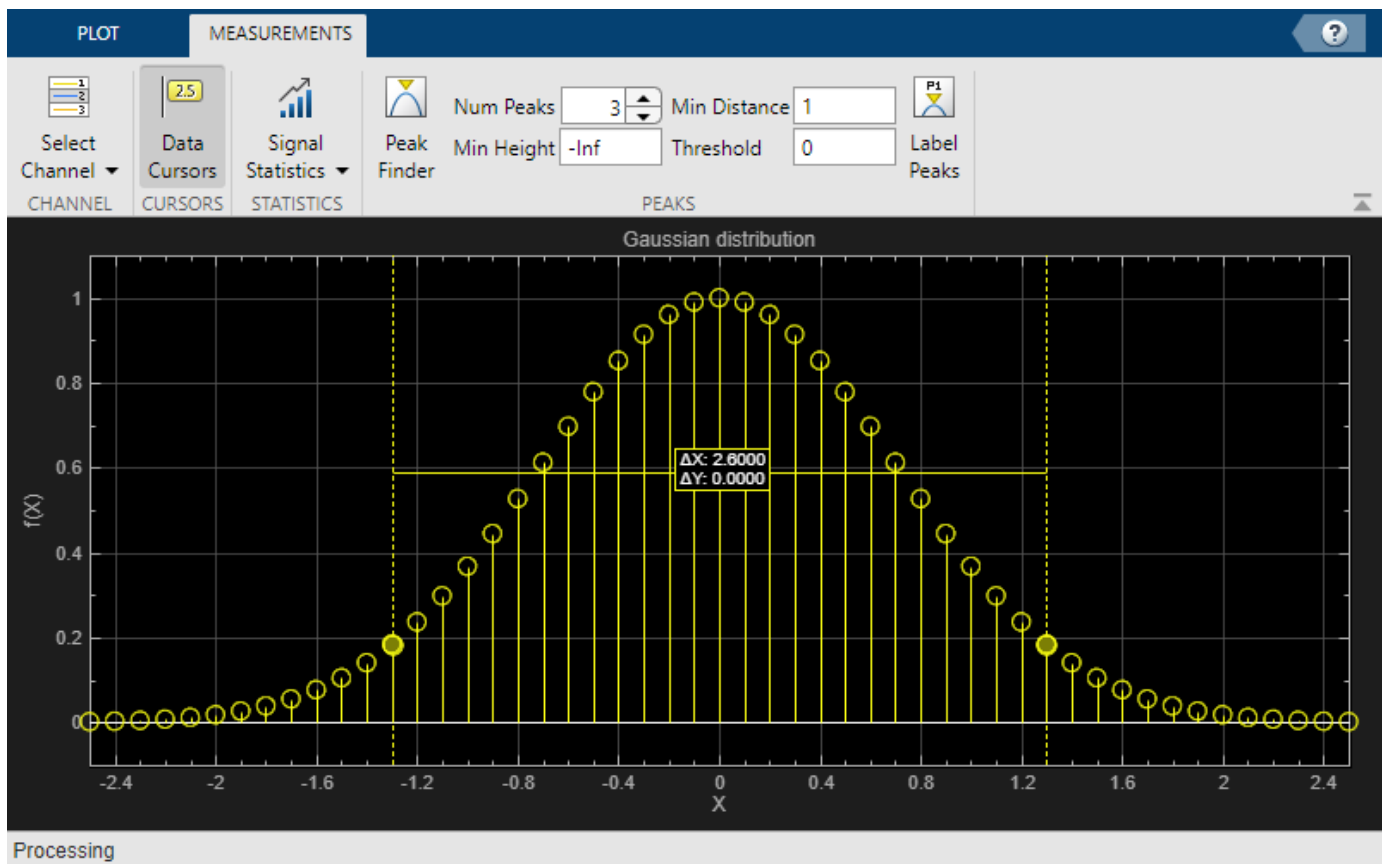 PLOT
MEASUREMENTS
?
1
2
3
Select
Channel
CHANNEL
2.5
Data
Cursors
CURSORS
Signal
Statistics
STATISTICS
Peak
Finder
Num Peaks 3 Min Distance 1
Min Height -Inf Threshold 0
P1
Label
Peaks
PEAKS
Gaussian distribution
1
0.8
0.6
0.4
0.2
0
f(X)
ΔX: 2.6000
ΔY: 0.0000
-2.4 -2 -1.6 -1.2 -0.8 -0.4 0 0.4 0.8 1.2 1.6 2 2.4
X
Processing